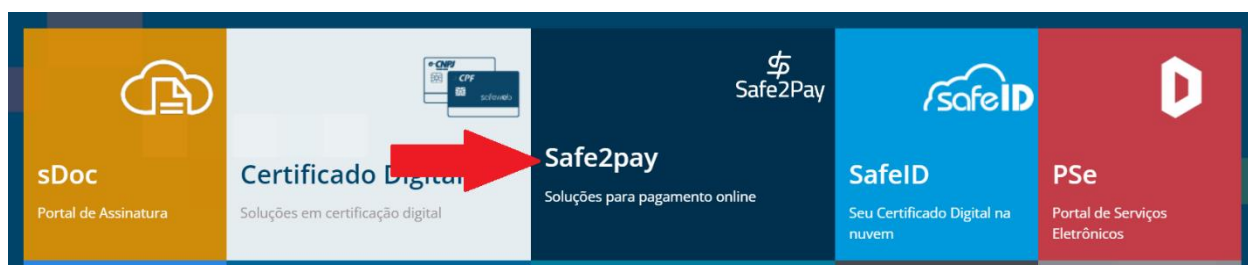 sDoc
Portal de Assinatura
e-CNPJ
e-CPF
safeweb
Certificado Digital
Soluções em certificação digital
Safe2Pay
Safe2pay
Soluções para pagamento online
safeID
SafeID
Seu Certificado Digital na
nuvem
PSe
Portal de Serviços
Eletrônicos